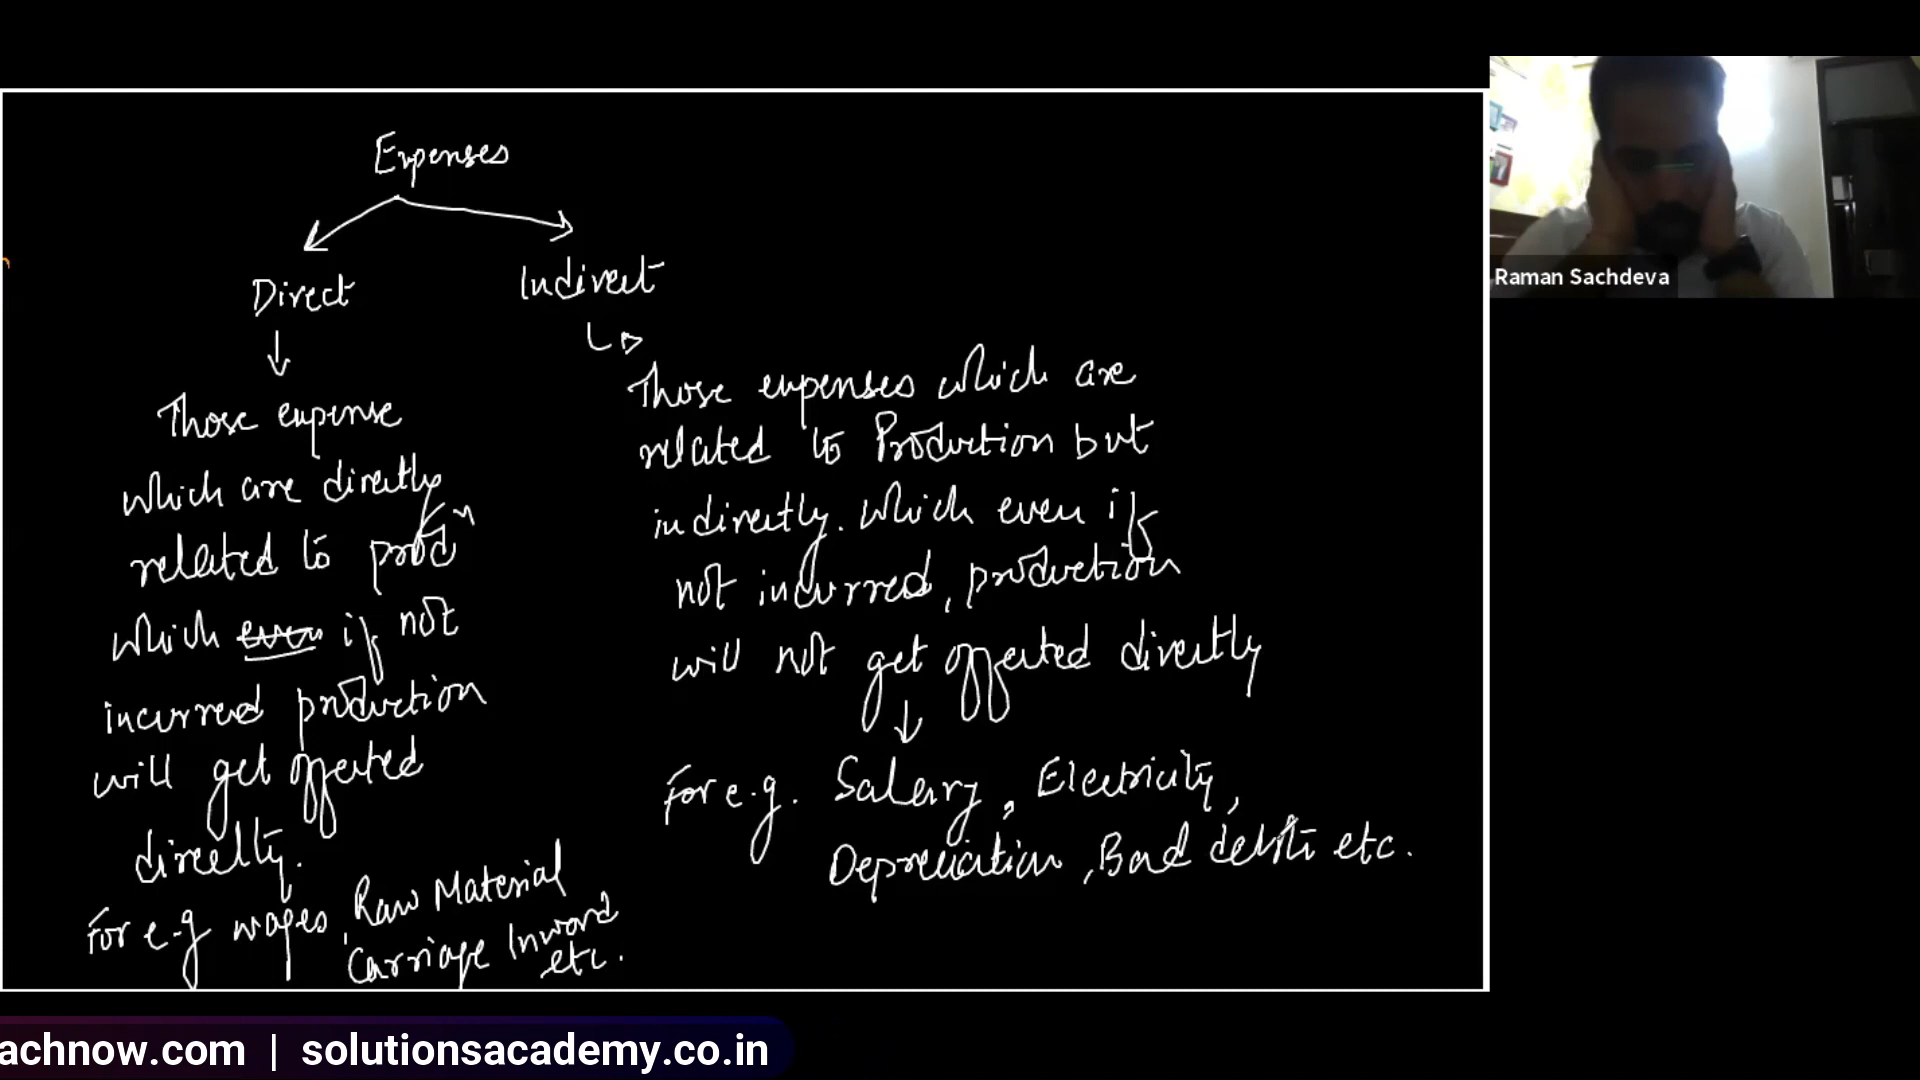 Expenses
Direct
Indirect
Those expense
which are directly
related to prodn
which even if not
incurred production
will get affected
directly.
For e.g wages, Raw Material
Carriage Inward
etc.
Those expenses which are
related to Production but
indirectly. Which even if
not incurred, production
will not get affected directly
For e.g. Salary, Electricity,
Depreciation, Bad debts etc.
Raman Sachdeva
achnow.com | solutionsacademy.co.in